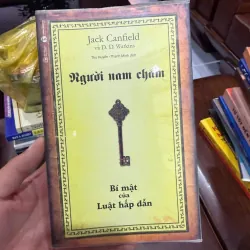 Jack Canfield
và D. D. Watkins
Người nam châm
Bí mật
của
Luật hấp dẫn